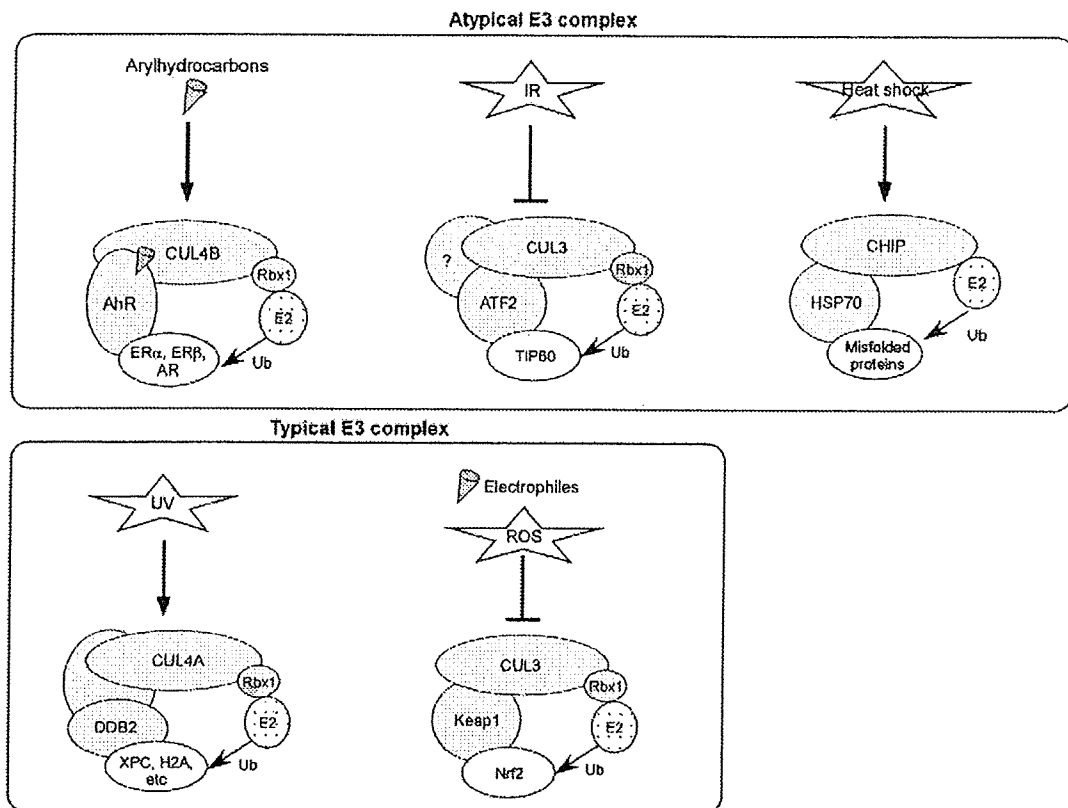 Atypical E3 complex
Arylhydrocarbons
IR
Heat shock
CUL4B
AhR
Rbx1
E2
ERα, ERβ,
AR
Ub
?
CUL3
ATF2
Rbx1
E2
TIP60
Ub
CHIP
HSP70
E2
Misfolded
proteins
Ub
Typical E3 complex
UV
Electrophiles
ROS
CUL4A
Rbx1
DDB2
E2
XPC, H2A,
etc
Ub
CUL3
Rbx1
Keap1
E2
Nrf2
Ub